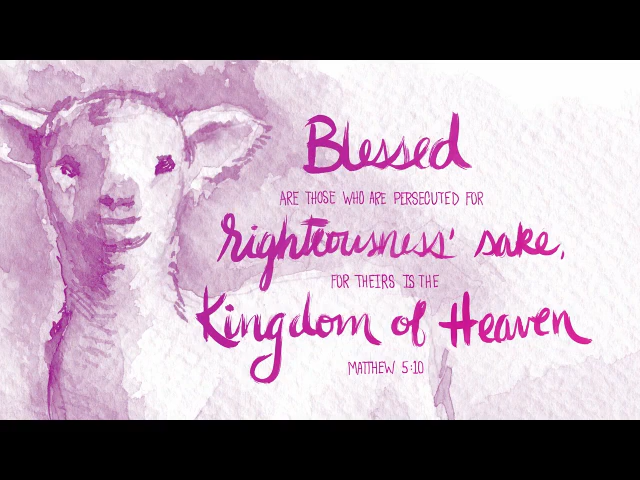 Blessed
ARE THOSE WHO ARE PERSECUTED FOR
righteousness' sake,
FOR THEIRS IS THE
Kingdom of Heaven
MATTHEW 5:10